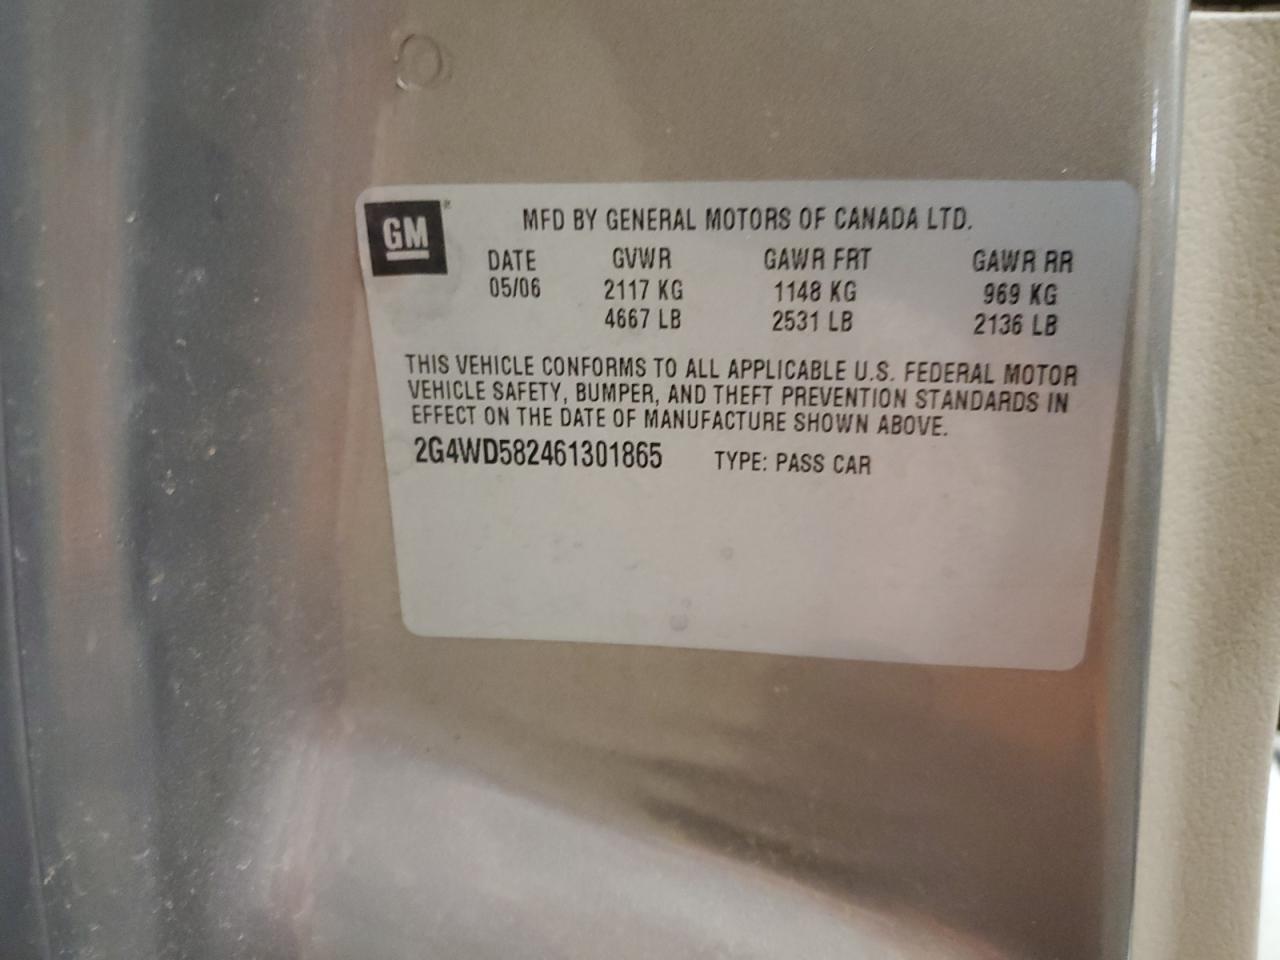 GM®
MFD BY GENERAL MOTORS OF CANADA LTD.
DATE GVWR GAWR FRT GAWR RR
05/06 2117 KG 1148 KG 969 KG
4667 LB 2531 LB 2136 LB
THIS VEHICLE CONFORMS TO ALL APPLICABLE U.S. FEDERAL MOTOR
VEHICLE SAFETY, BUMPER, AND THEFT PREVENTION STANDARDS IN
EFFECT ON THE DATE OF MANUFACTURE SHOWN ABOVE.
2G4WD582461301865 TYPE: PASS CAR